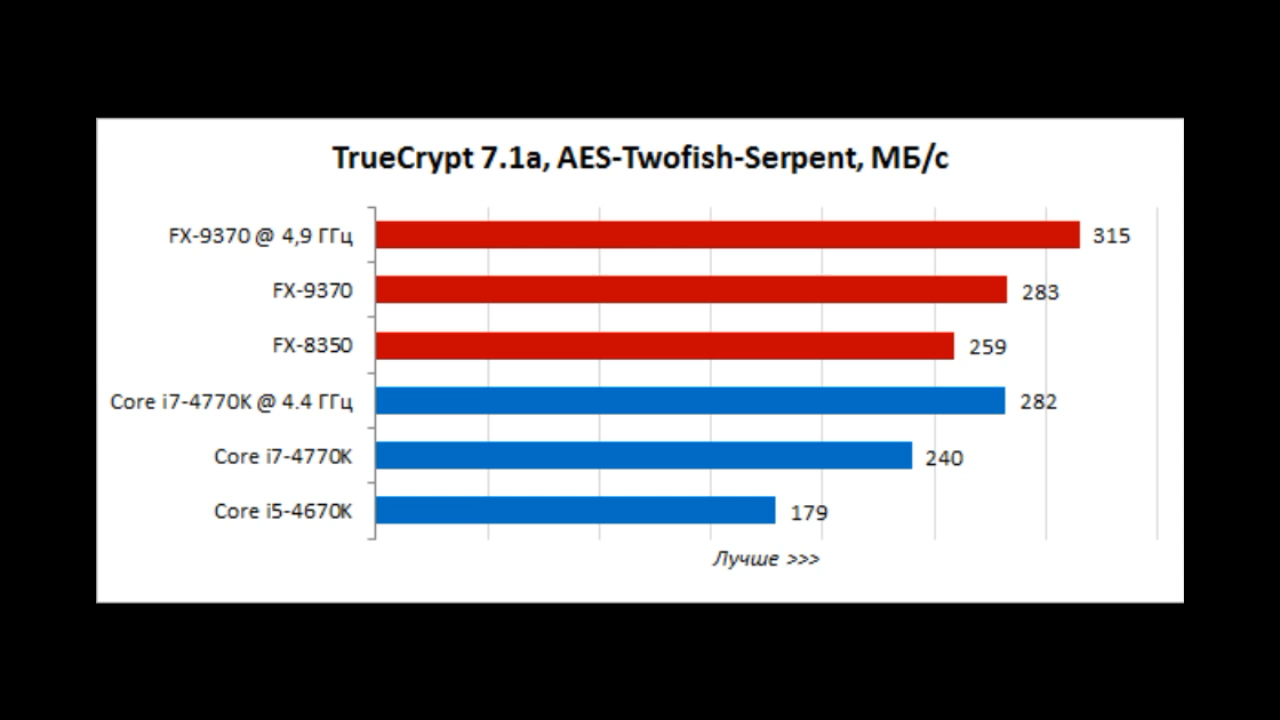 TrueCrypt 7.1a, AES-Twofish-Serpent, МБ/с
FX-9370 @ 4,9 ГГц 315
FX-9370 283
FX-8350 259
Core i7-4770K @ 4.4 ГГц 282
Core i7-4770K 240
Core i5-4670K 179
Лучше >>>